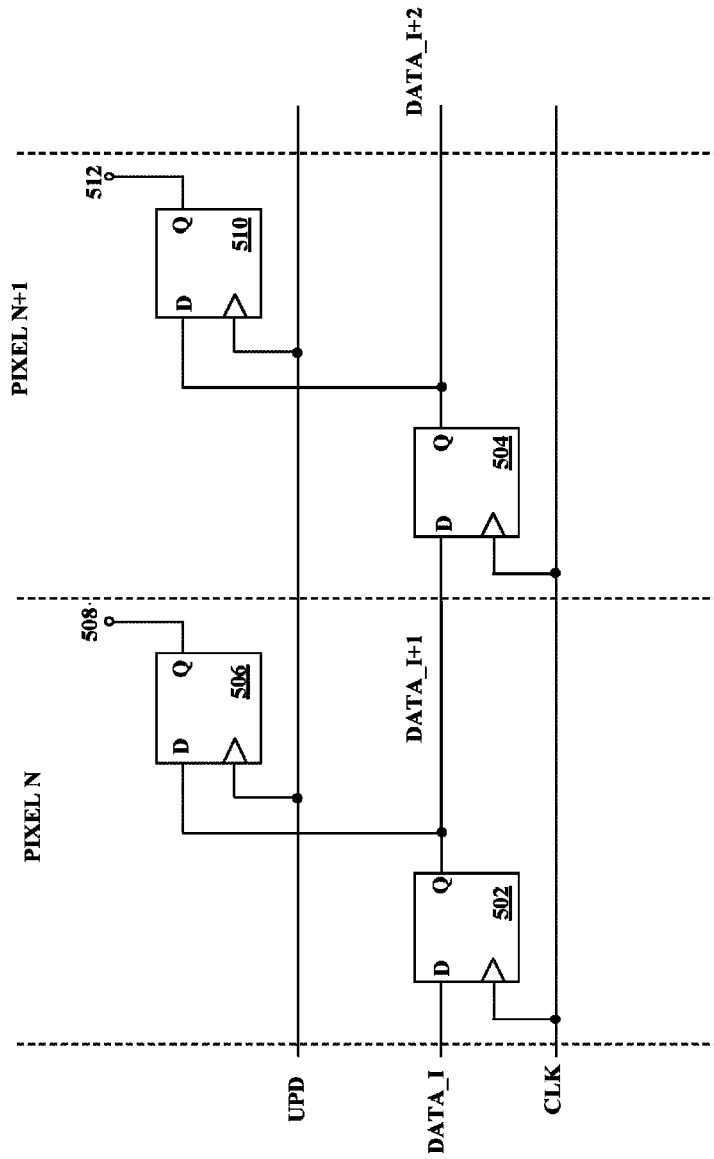 PIXEL N
PIXEL N+1
508
512
D
Q
506
D
Q
510
UPD
DATA_I
D
Q
502
DATA_I+1
D
Q
504
DATA_I+2
CLK